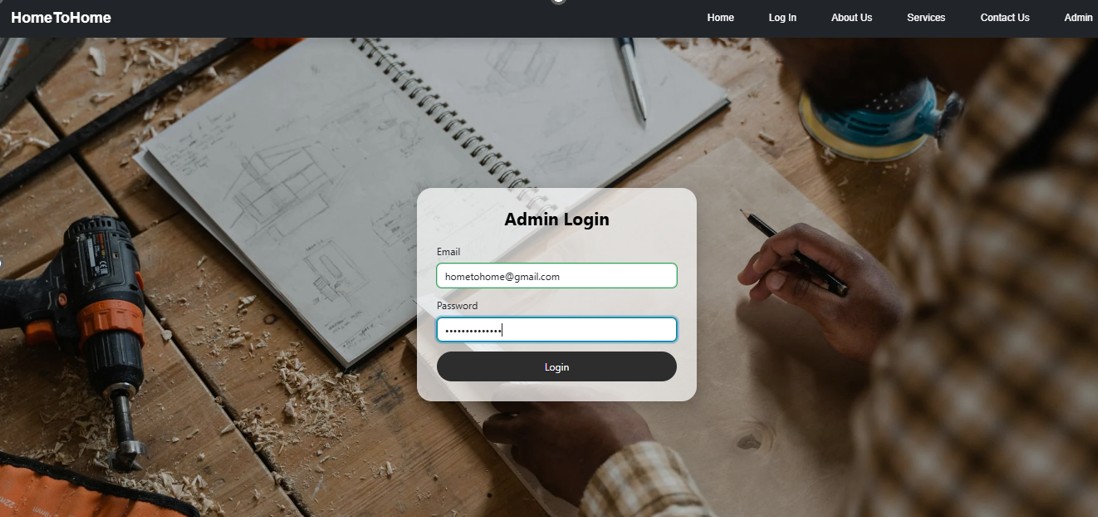 HomeToHome
Home Log In About Us Services Contact Us Admin
Admin Login
Email
hometohome@gmail.com
Password
••••••••••••••
Login